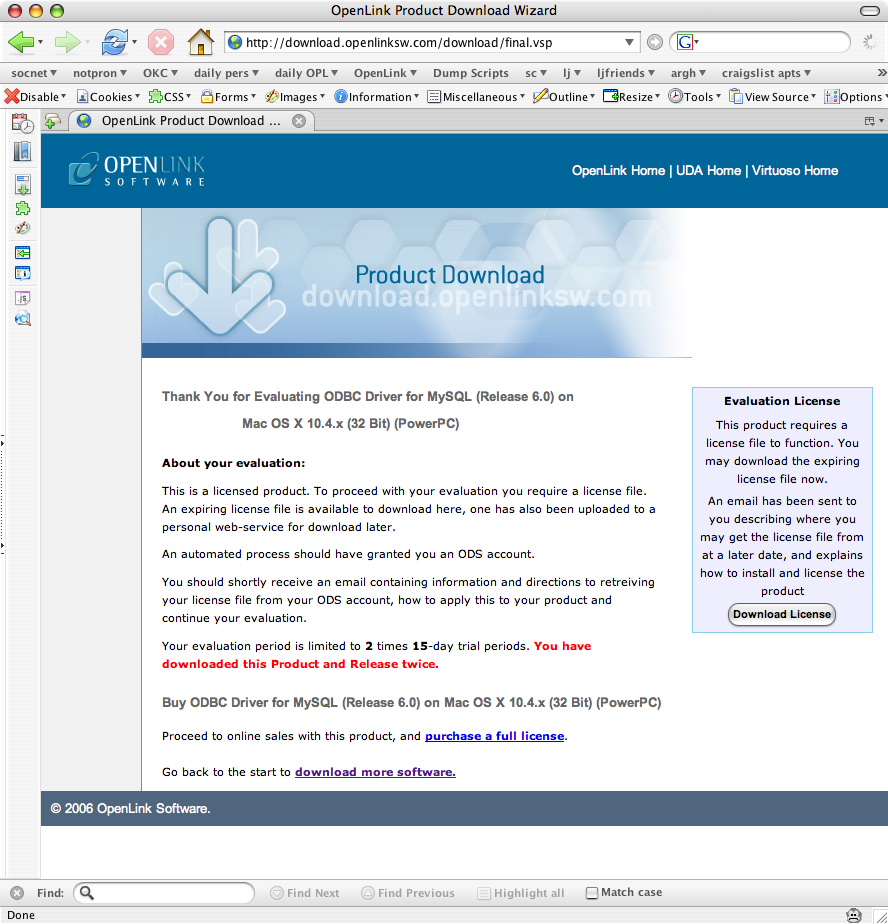 OpenLink Product Download Wizard
http://download.openlinksw.com/download/final.vsp
G
socnet notpron OKC daily pers daily OPL OpenLink Dump Scripts sc lj ljfriends argh craigslist apts »
Disable Cookies CSS Forms Images Information Miscellaneous Outline Resize Tools View Source Options
OpenLink Product Download ...
OPENLINK
SOFTWARE
OpenLink Home | UDA Home | Virtuoso Home
Product Download
download.openlinksw.com
Thank You for Evaluating ODBC Driver for MySQL (Release 6.0) on
Mac OS X 10.4.x (32 Bit) (PowerPC)
About your evaluation:
This is a licensed product. To proceed with your evaluation you require a license file.
An expiring license file is available to download here, one has also been uploaded to a
personal web-service for download later.
An automated process should have granted you an ODS account.
You should shortly receive an email containing information and directions to retreiving
your license file from your ODS account, how to apply this to your product and
continue your evaluation.
Your evaluation period is limited to 2 times 15-day trial periods. You have
downloaded this Product and Release twice.
Buy ODBC Driver for MySQL (Release 6.0) on Mac OS X 10.4.x (32 Bit) (PowerPC)
Proceed to online sales with this product, and purchase a full license.
Go back to the start to download more software.
Evaluation License
This product requires a
license file to function. You
may download the expiring
license file now.
An email has been sent to
you describing where you
may get the license file from
at a later date, and explains
how to install and license the
product
Download License
© 2006 OpenLink Software.
Find: Find Next Find Previous Highlight all Match case
Done